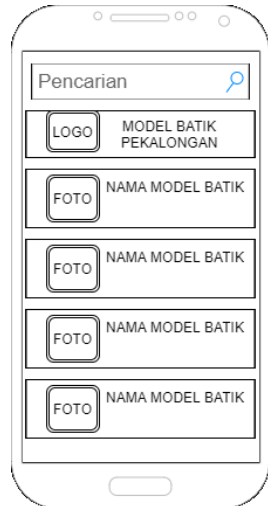 Pencarian
LOGO
MODEL BATIK
PEKALONGAN
FOTO
NAMA MODEL BATIK
FOTO
NAMA MODEL BATIK
FOTO
NAMA MODEL BATIK
FOTO
NAMA MODEL BATIK